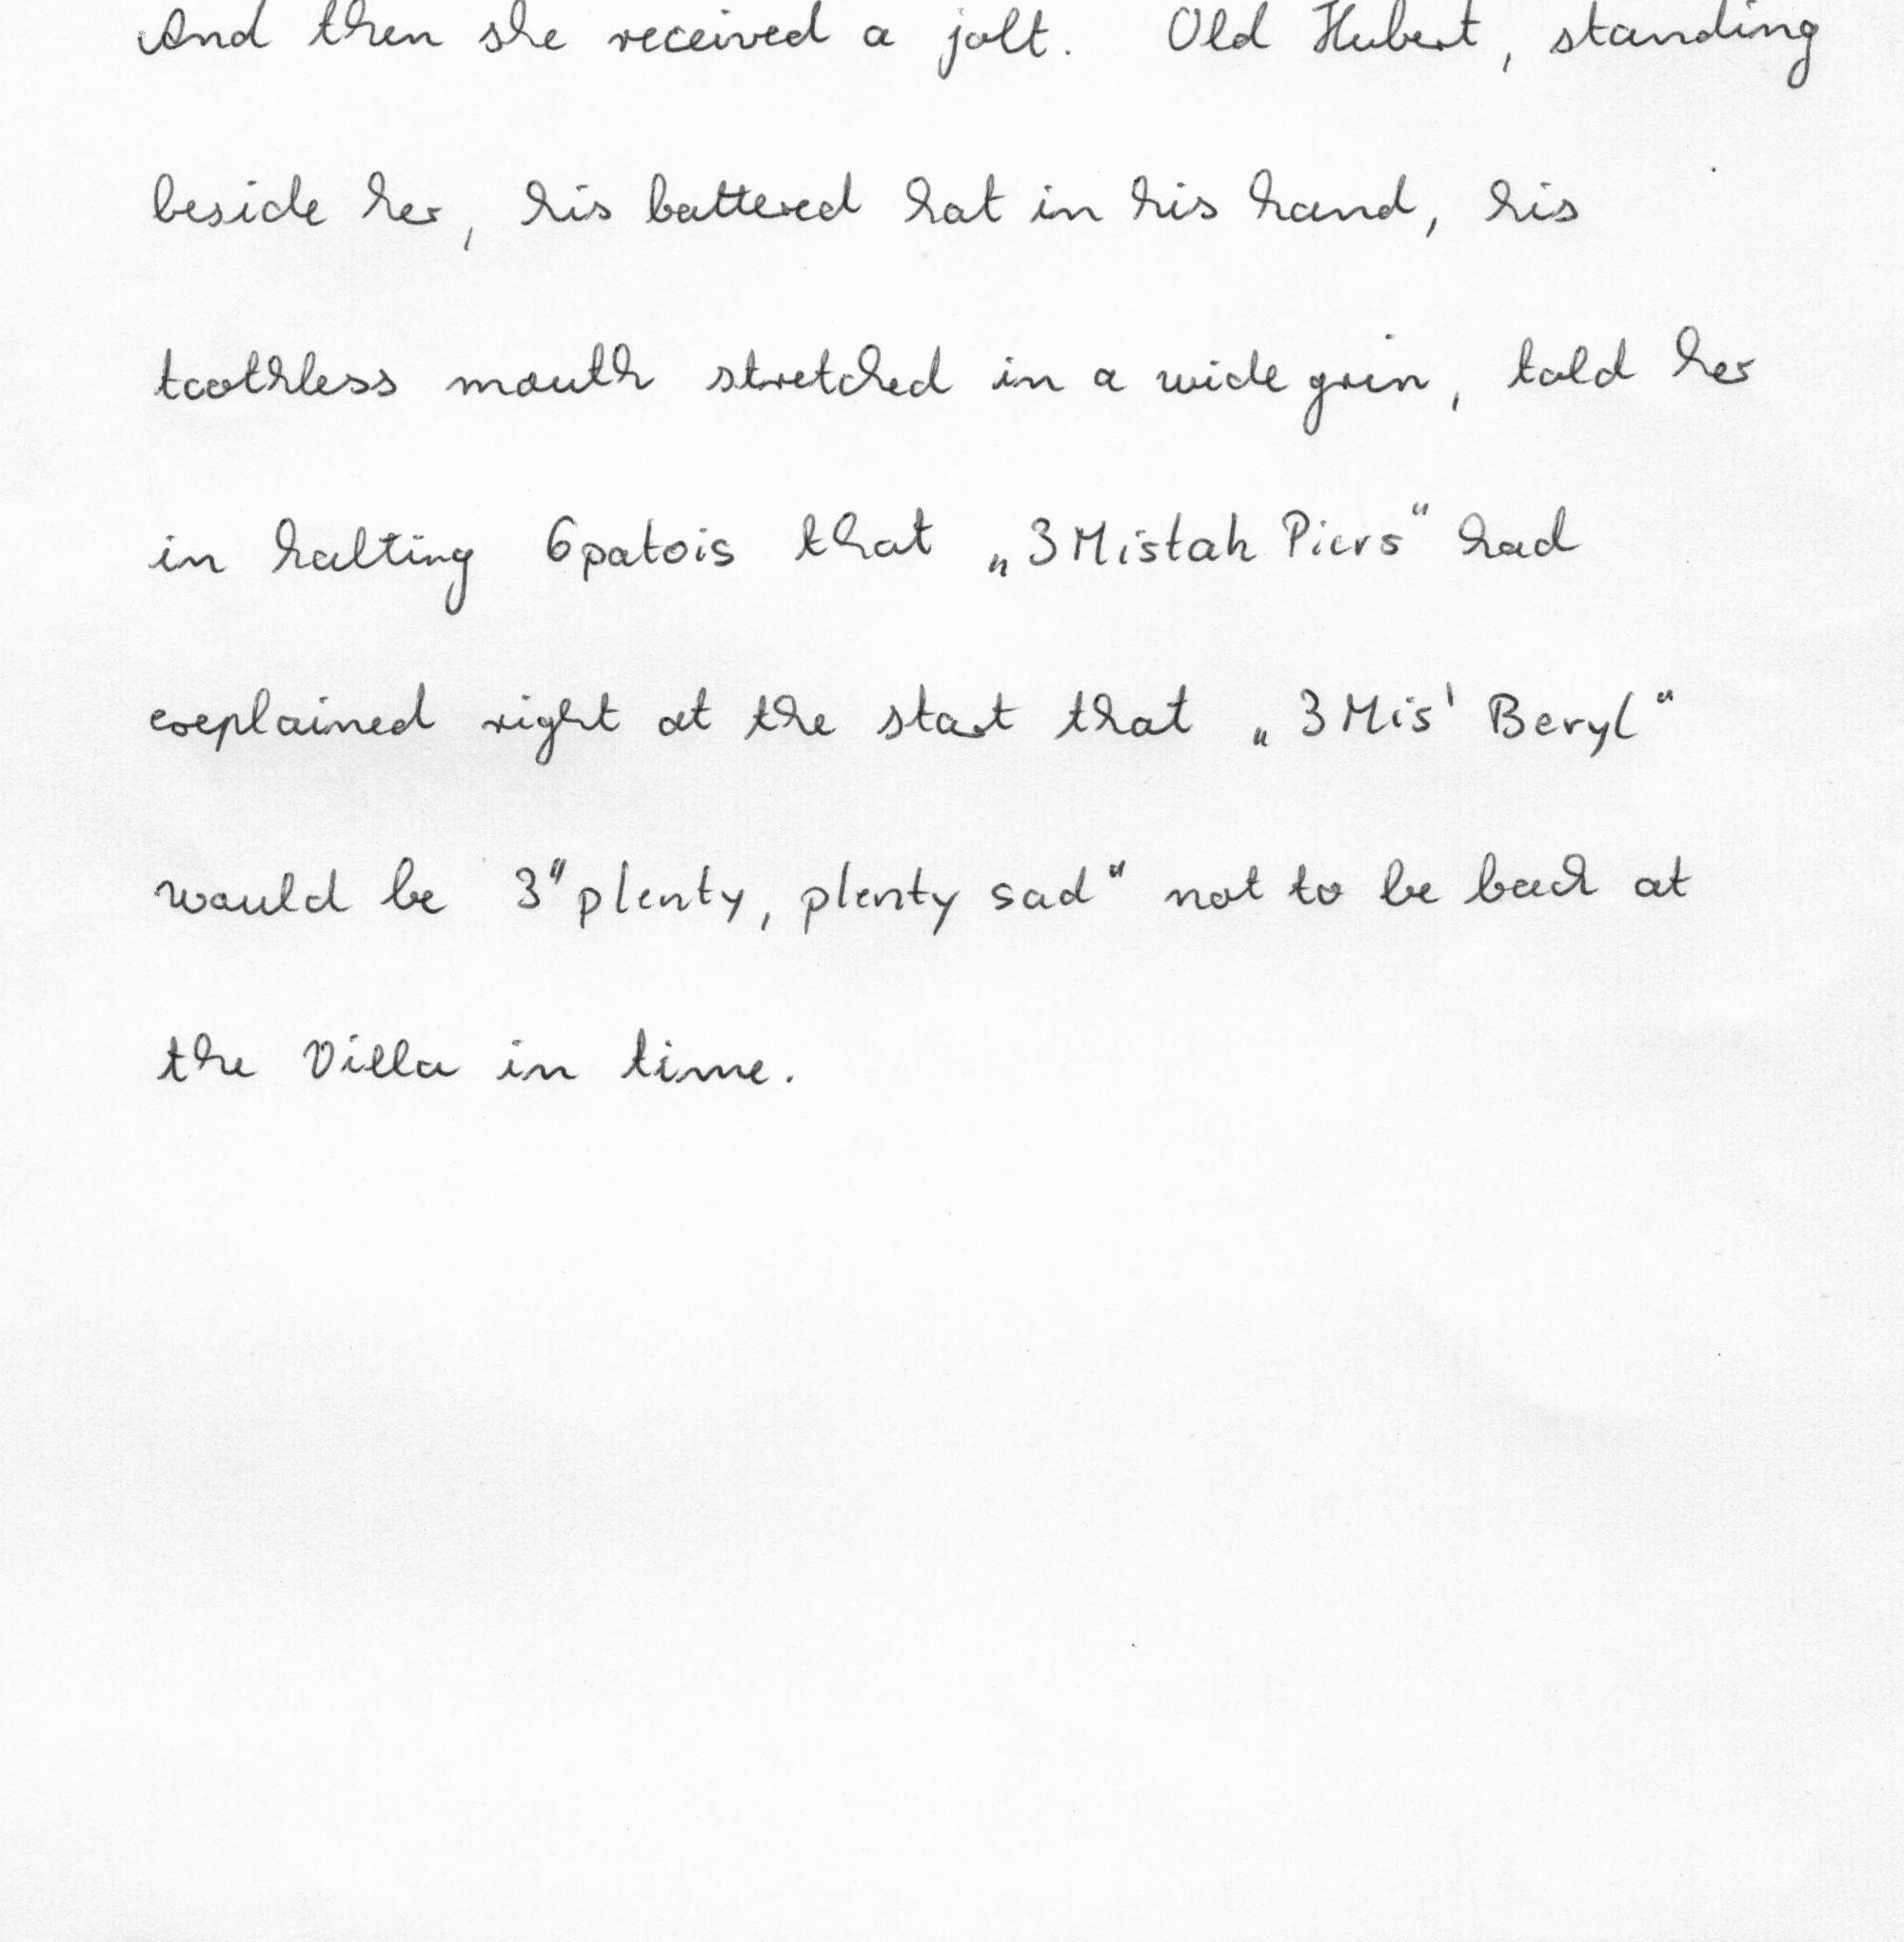 And then she received a jolt. Old Hubert, standing
beside her, his battered hat in his hand, his
toothless mouth stretched in a wide grin, told her
in halting 6patois that „3Mistah Piers“ had
explained right at the start that „3Mis' Beryl“
would be 3"plenty, plenty sad" not to be back at
the Villa in time.